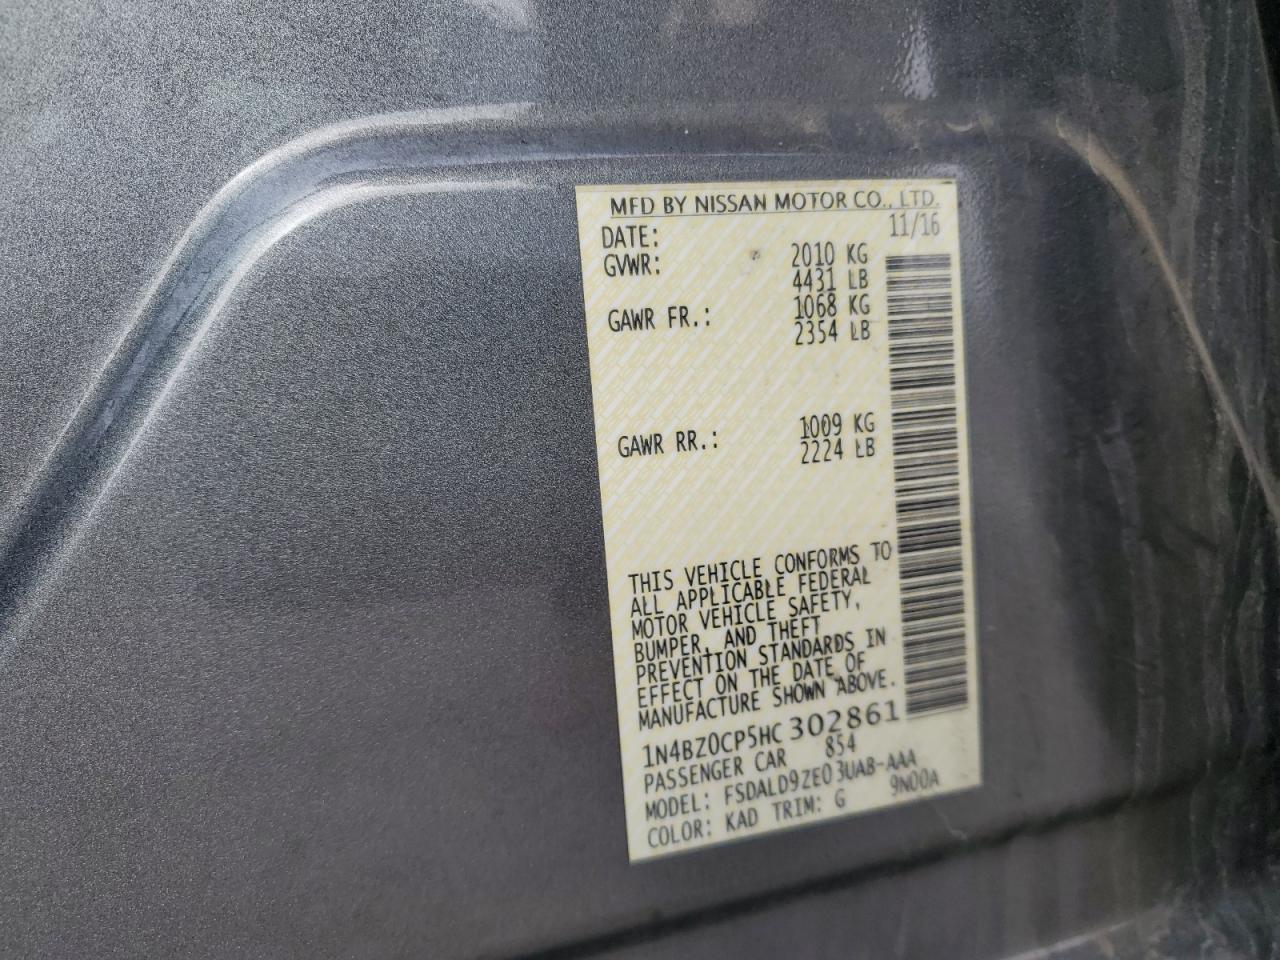 MFD BY NISSAN MOTOR CO., LTD.
DATE: 11/16
GVWR: 2010 KG
4431 LB
GAWR FR.: 1068 KG
2354 LB
GAWR RR.: 1009 KG
2224 LB
THIS VEHICLE CONFORMS TO
ALL APPLICABLE FEDERAL
MOTOR VEHICLE SAFETY,
BUMPER, AND THEFT
PREVENTION STANDARDS IN
EFFECT ON THE DATE OF
MANUFACTURE SHOWN ABOVE.
1N4BZ0CP5HC302861
PASSENGER CAR 854
MODEL: FSDALD9ZE03UAB-AAA
COLOR: KAD TRIM: G 9N00A